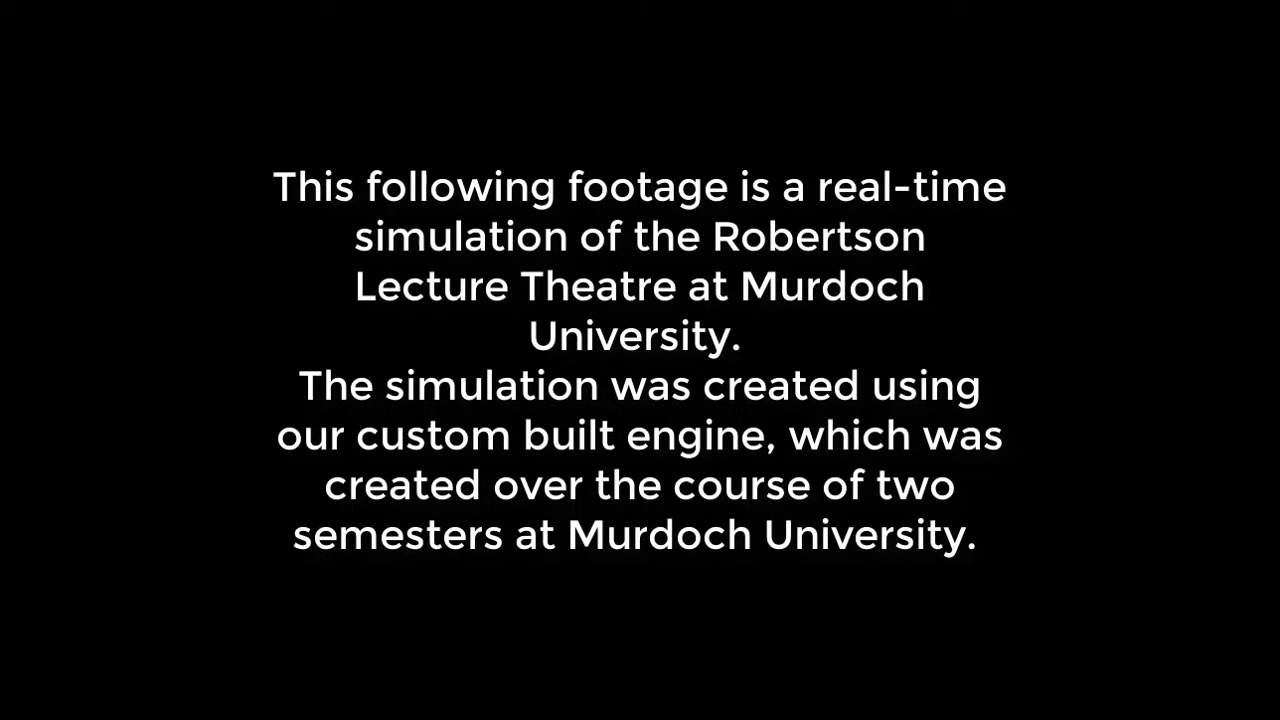 This following footage is a real-time
simulation of the Robertson
Lecture Theatre at Murdoch
University.
The simulation was created using
our custom built engine, which was
created over the course of two
semesters at Murdoch University.